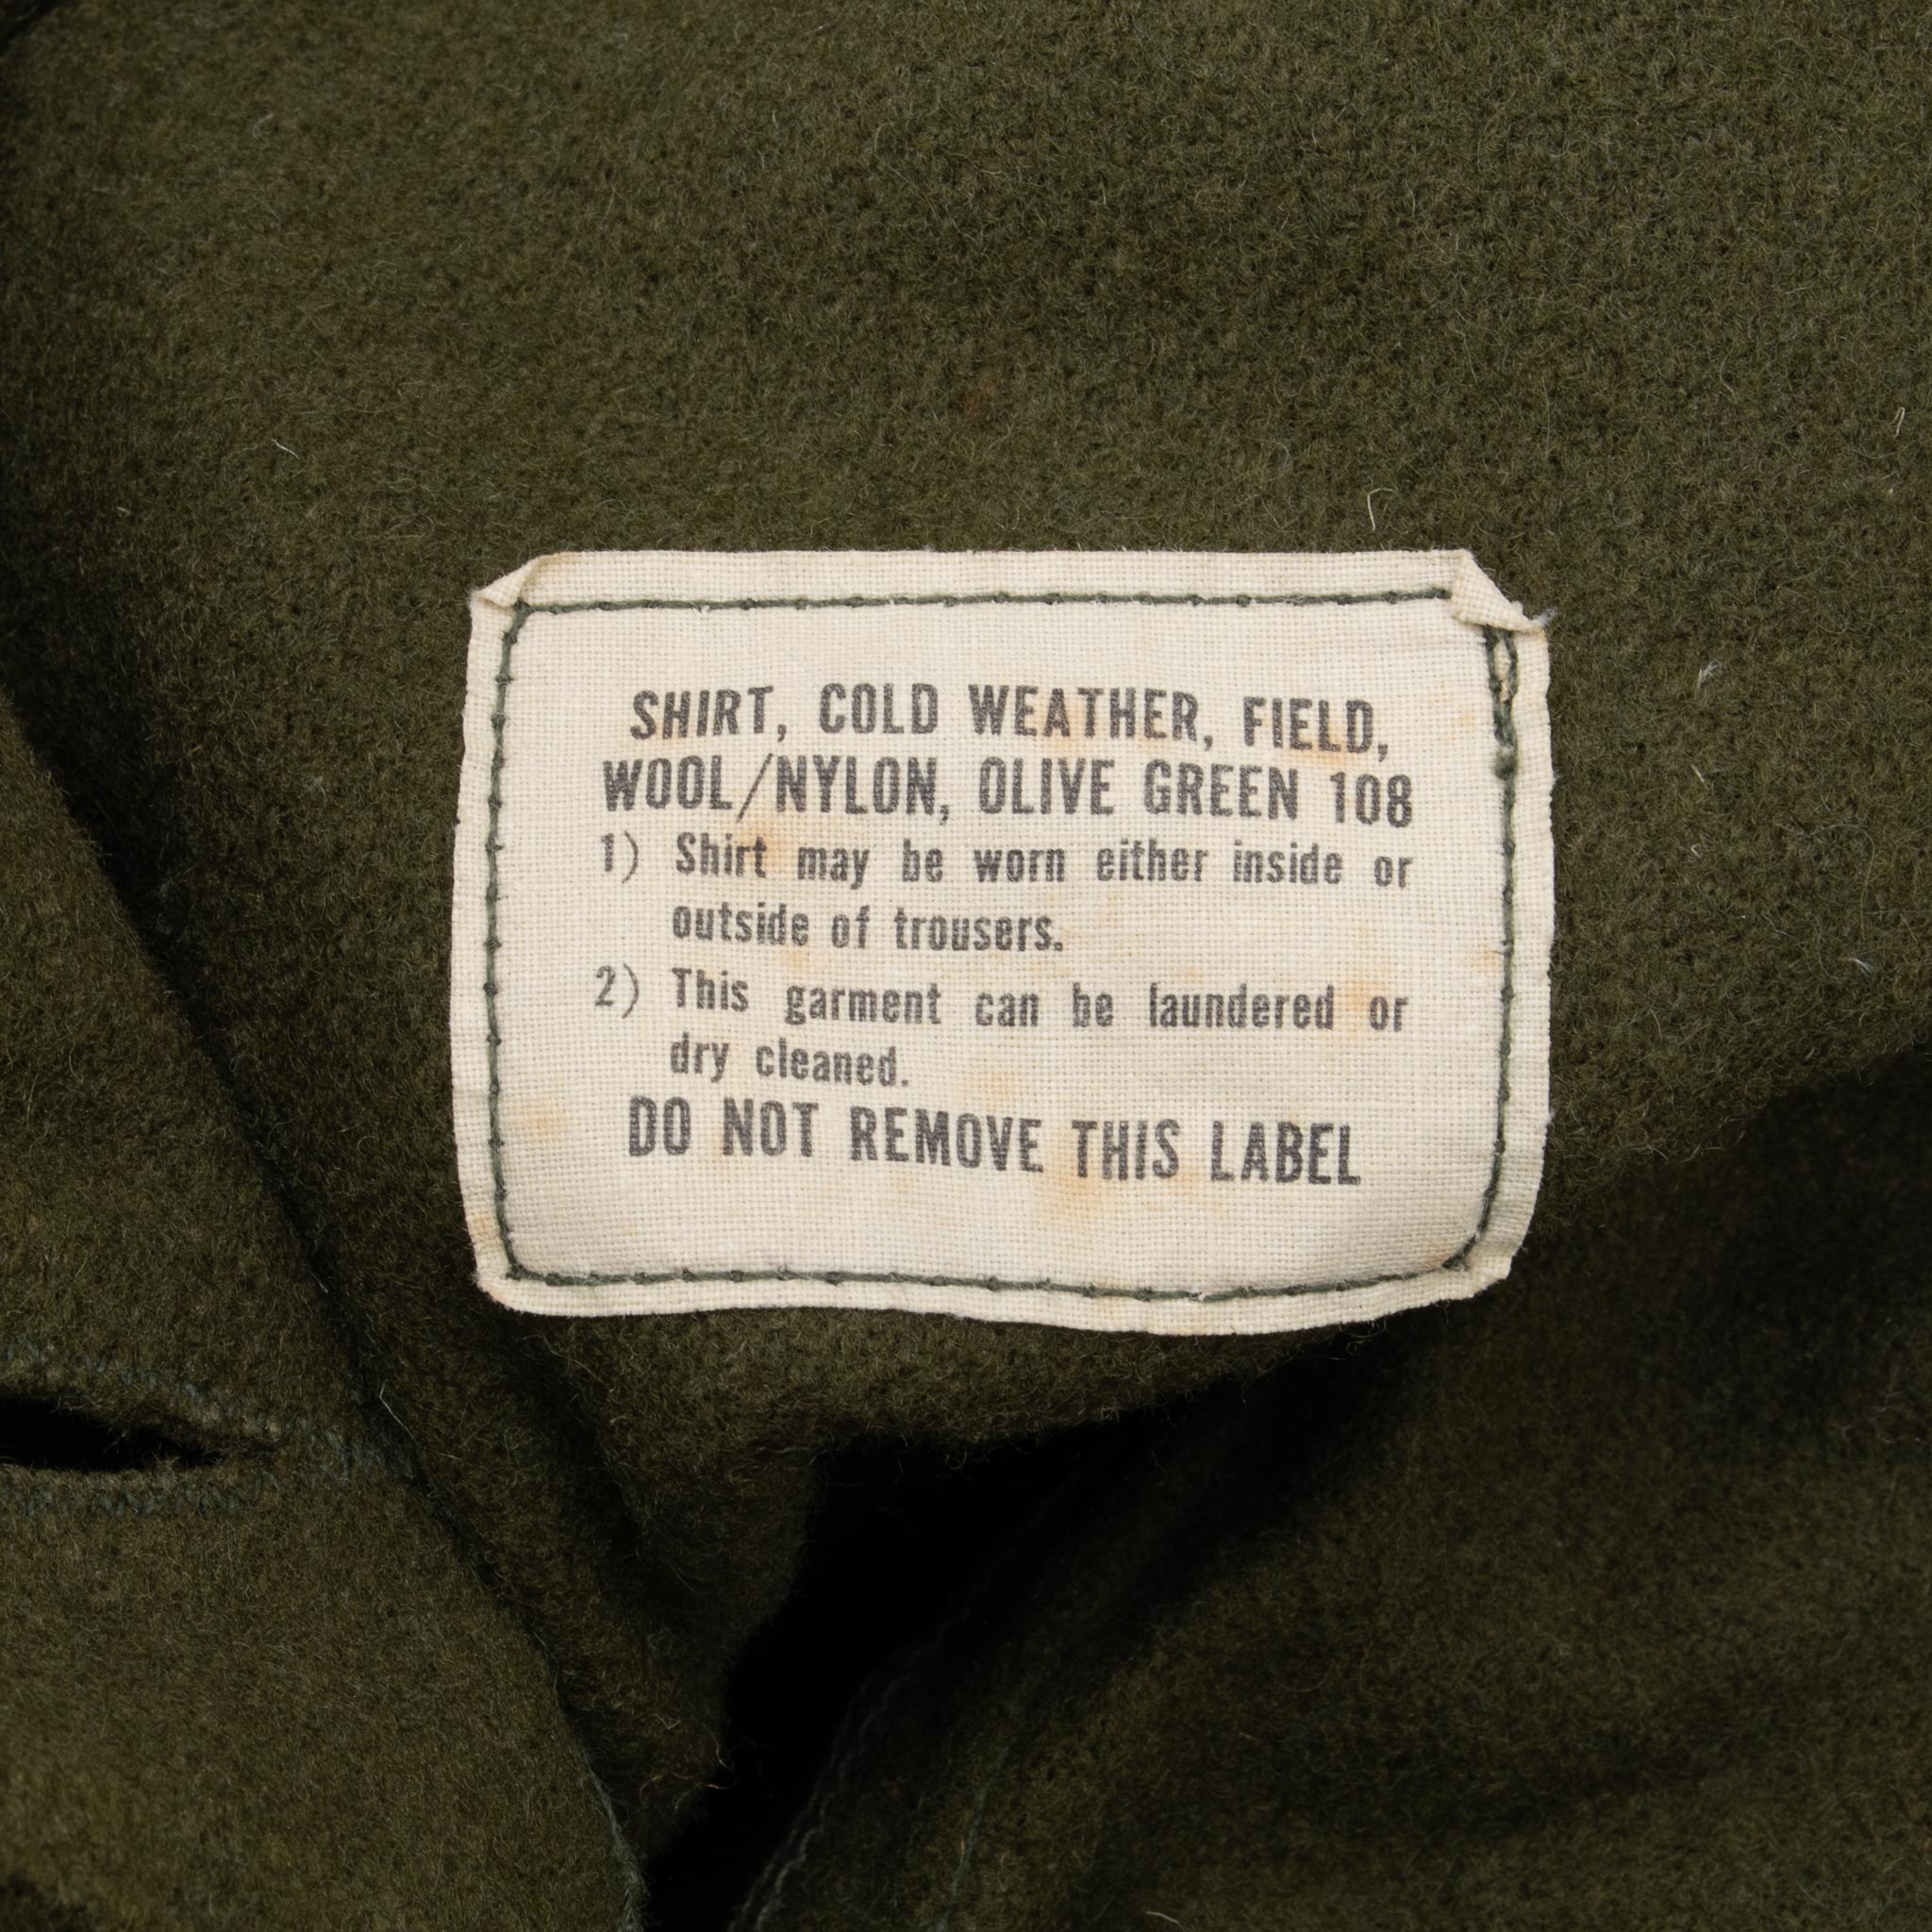 SHIRT, COLD WEATHER, FIELD,
WOOL/NYLON, OLIVE GREEN 108
1) Shirt may be worn either inside or
outside of trousers.
2) This garment can be laundered or
dry cleaned.
DO NOT REMOVE THIS LABEL